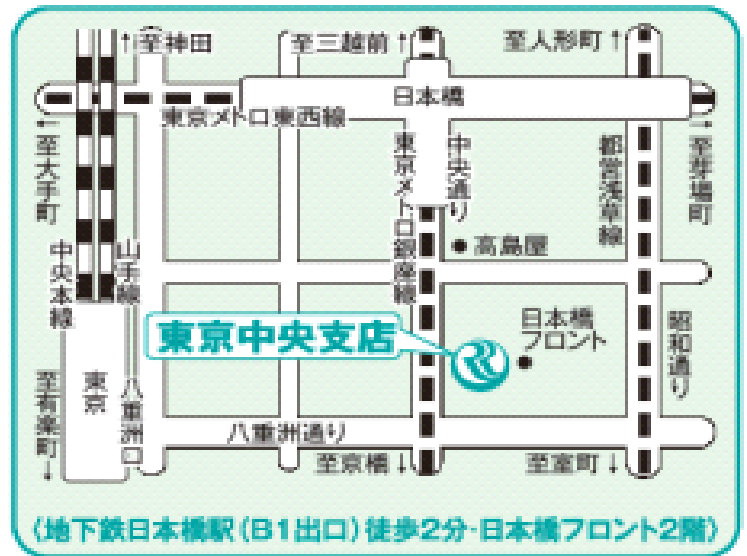 ↑至神田
至三越前↑
至人形町↑
日本橋
東京メトロ東西線
←至大手町
中央本線
山手線
東京メトロ銀座線
中央通り
都営浅草線
→至茅場町
●高島屋
東京中央支店
日本橋
フロント
昭和通り
至有楽町↓
東京
八重洲口
八重洲通り
至京橋↓
至室町↓
〈地下鉄日本橋駅(B1出口)徒歩2分·日本橋フロント2階〉